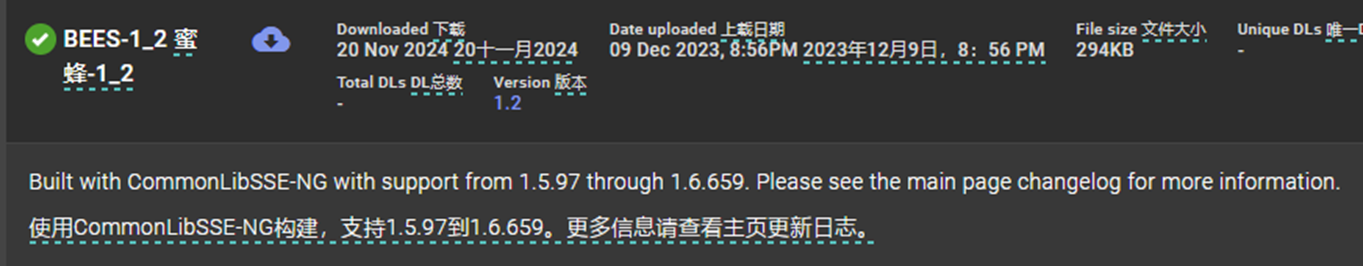 BEES-1_2 蜜
蜂-1_2
Downloaded 下载
20 Nov 2024 20十一月2024
Date uploaded 上载日期
09 Dec 2023, 8:56PM 2023年12月9日，8：56 PM
File size 文件大小
294KB
Unique DLs 唯一
-
Total DLs DL总数
-
Version 版本
1.2
Built with CommonLibSSE-NG with support from 1.5.97 through 1.6.659. Please see the main page changelog for more information.
使用CommonLibSSE-NG构建，支持1.5.97到1.6.659。更多信息请查看主页更新日志。